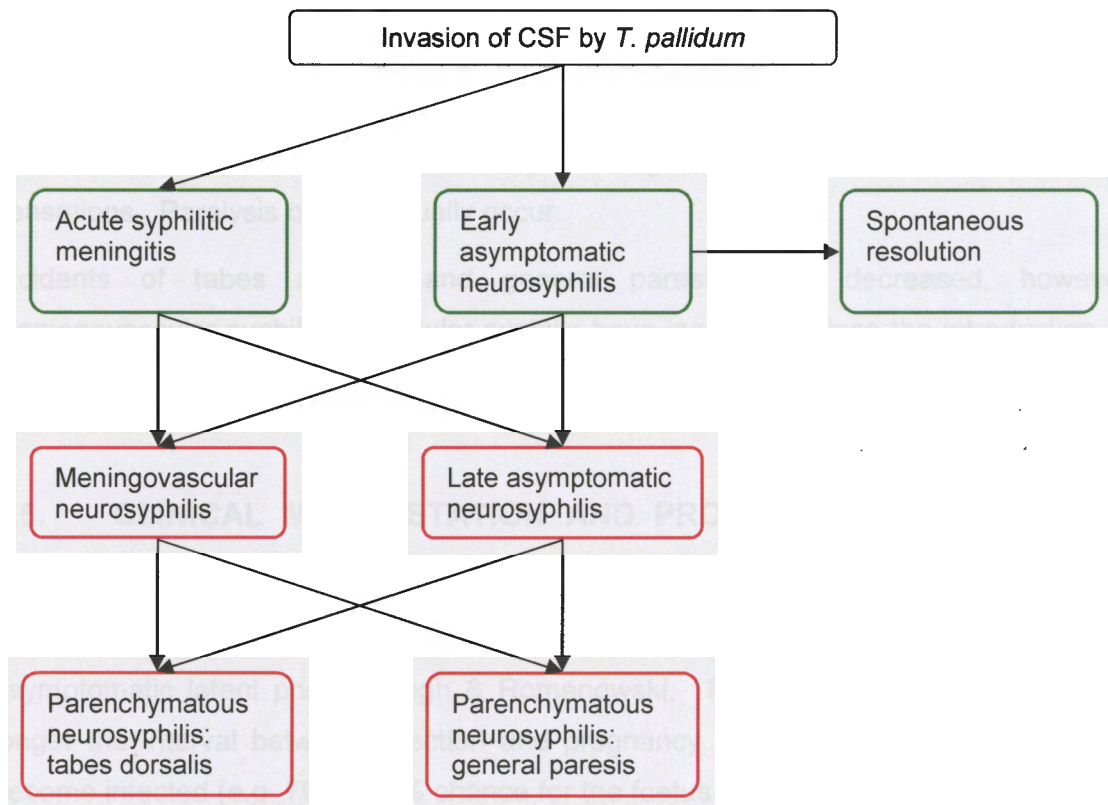 Invasion of CSF by T. pallidum
Acute syphilitic
meningitis
Early
asymptomatic
neurosyphilis
Spontaneous
resolution
Meningovascular
neurosyphilis
Late asymptomatic
neurosyphilis
Parenchymatous
neurosyphilis:
tabes dorsalis
Parenchymatous
neurosyphilis:
general paresis